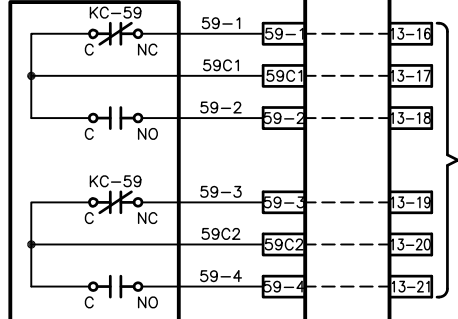 KC-59
C NC 59-1 59-1 13-16
59C1 59C1 13-17
C NO 59-2 59-2 13-18
KC-59
C NC 59-3 59-3 13-19
59C2 59C2 13-20
C NO 59-4 59-4 13-21